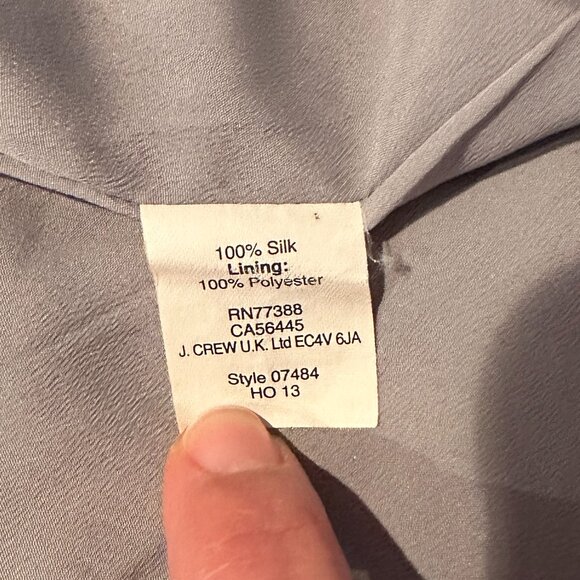 100% Silk
Lining:
100% Polyester
RN77388
CA56445
J. CREW U.K. Ltd EC4V 6JA
Style 07484
HO 13